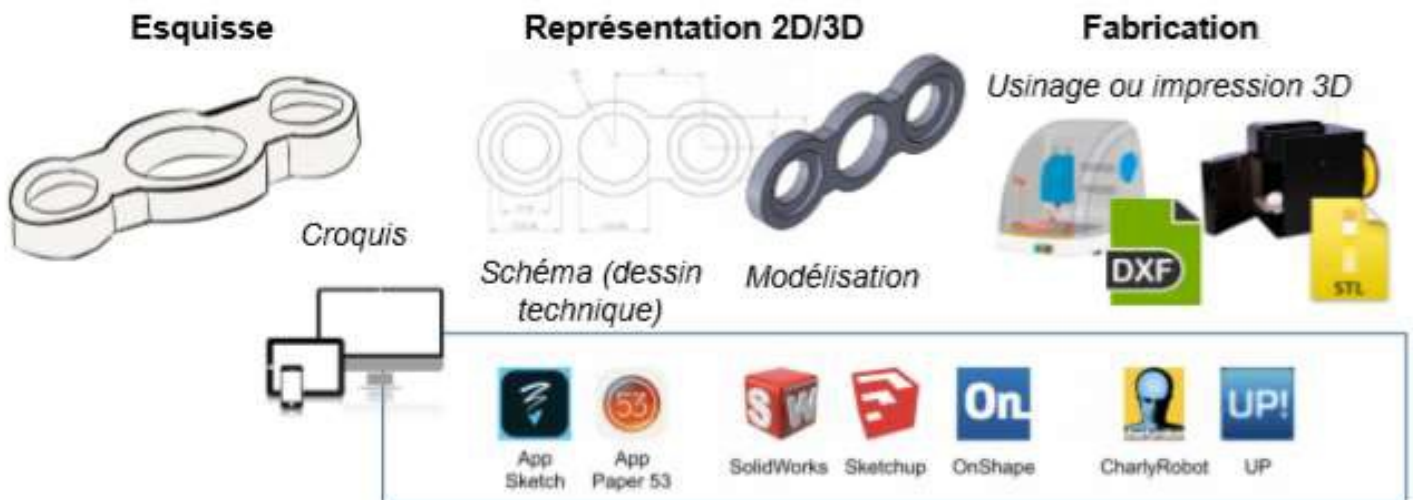 Esquisse
Représentation 2D/3D
Fabrication
Usinage ou impression 3D
Croquis
Schéma (dessin
technique)
Modélisation
DXF
STL
53
SW
On
UP!
App
Sketch
App
Paper 53
SolidWorks
Sketchup
OnShape
CharlyRobot
UP